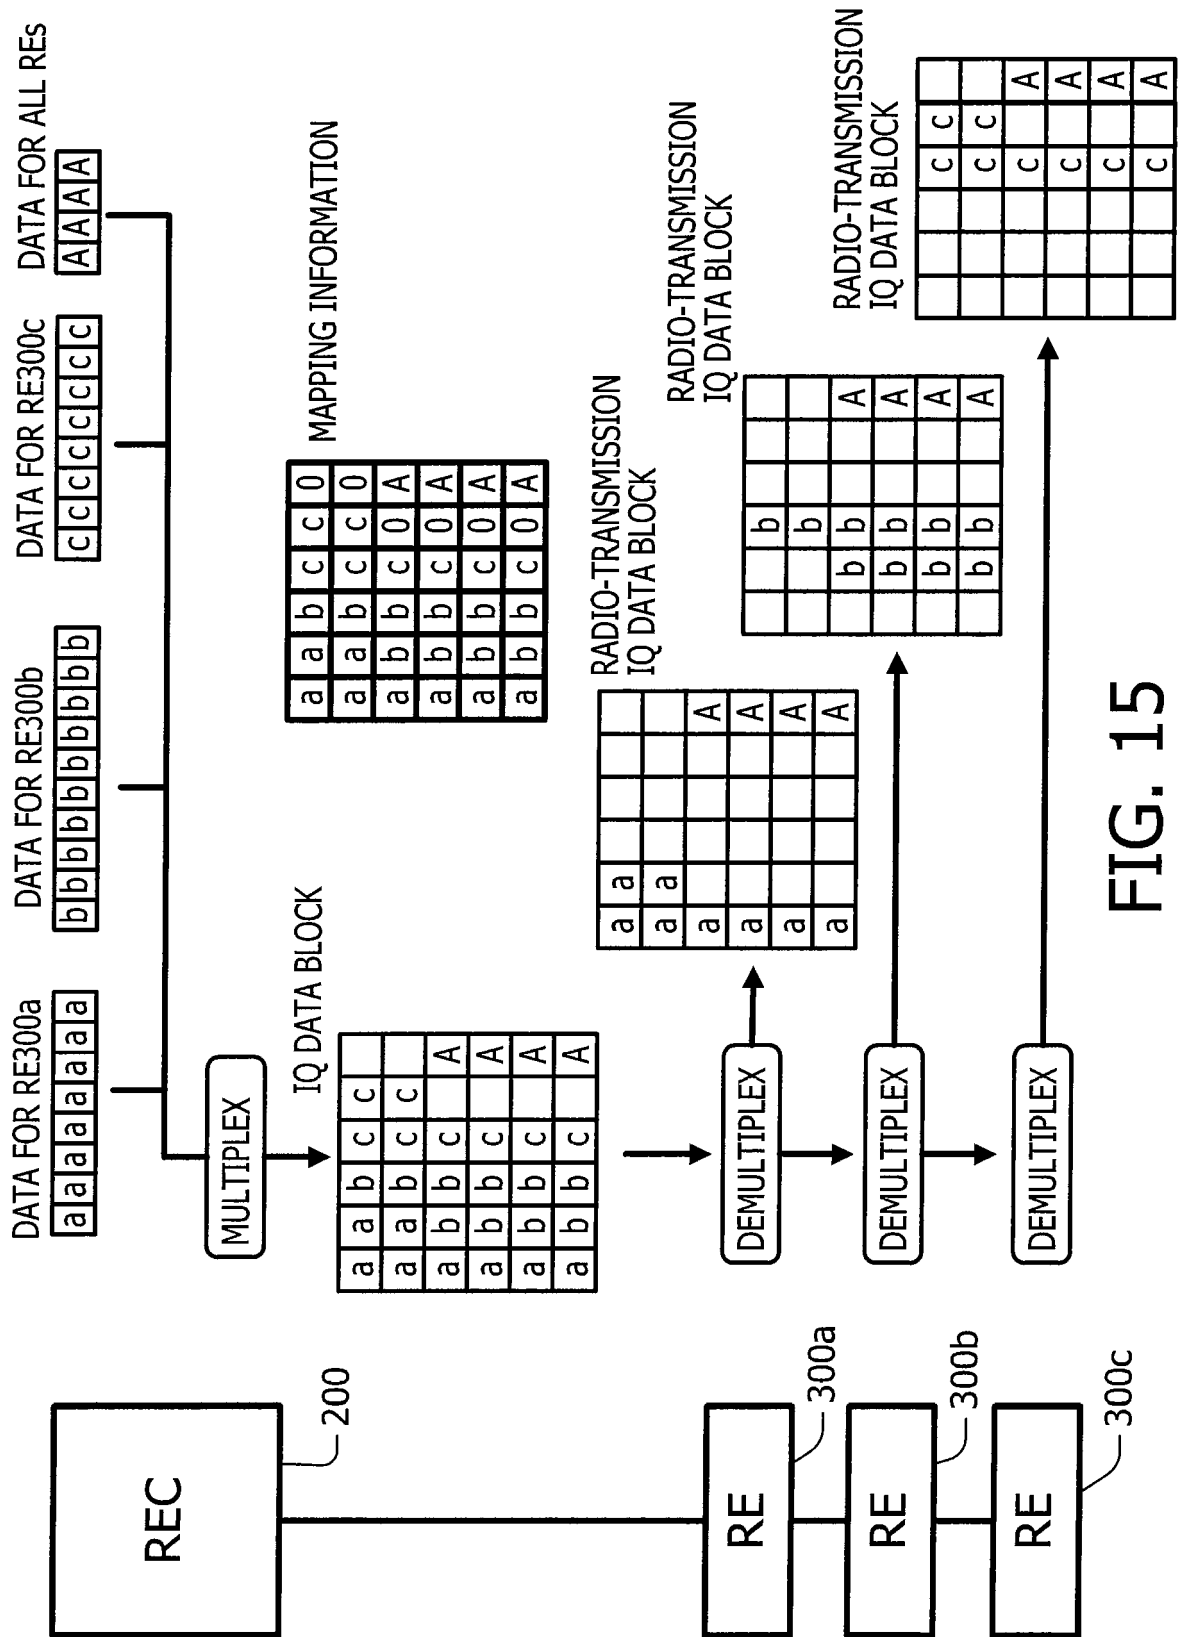 REC
200
RE
300a
RE
300b
RE
300c
DATA FOR RE300a
a a a a a a a a
DATA FOR RE300b
b b b b b b b b b b
DATA FOR RE300c
c c c c c c c c
DATA FOR ALL REs
A A A A
MULTIPLEX
IQ DATA BLOCK
a a b c c
a a b c c
a b b c A
a b b c A
a b b c A
a b b c A
MAPPING INFORMATION
a a b c c 0
a a b c c 0
a b b c 0 A
a b b c 0 A
a b b c 0 A
a b b c 0 A
DEMULTIPLEX
RADIO-TRANSMISSION
IQ DATA BLOCK
a a
a a
a A
a A
a A
a A
DEMULTIPLEX
RADIO-TRANSMISSION
IQ DATA BLOCK
b
b
b b A
b b A
b b A
b b A
DEMULTIPLEX
RADIO-TRANSMISSION
IQ DATA BLOCK
c c
c c
c A
c A
c A
c A
FIG. 15